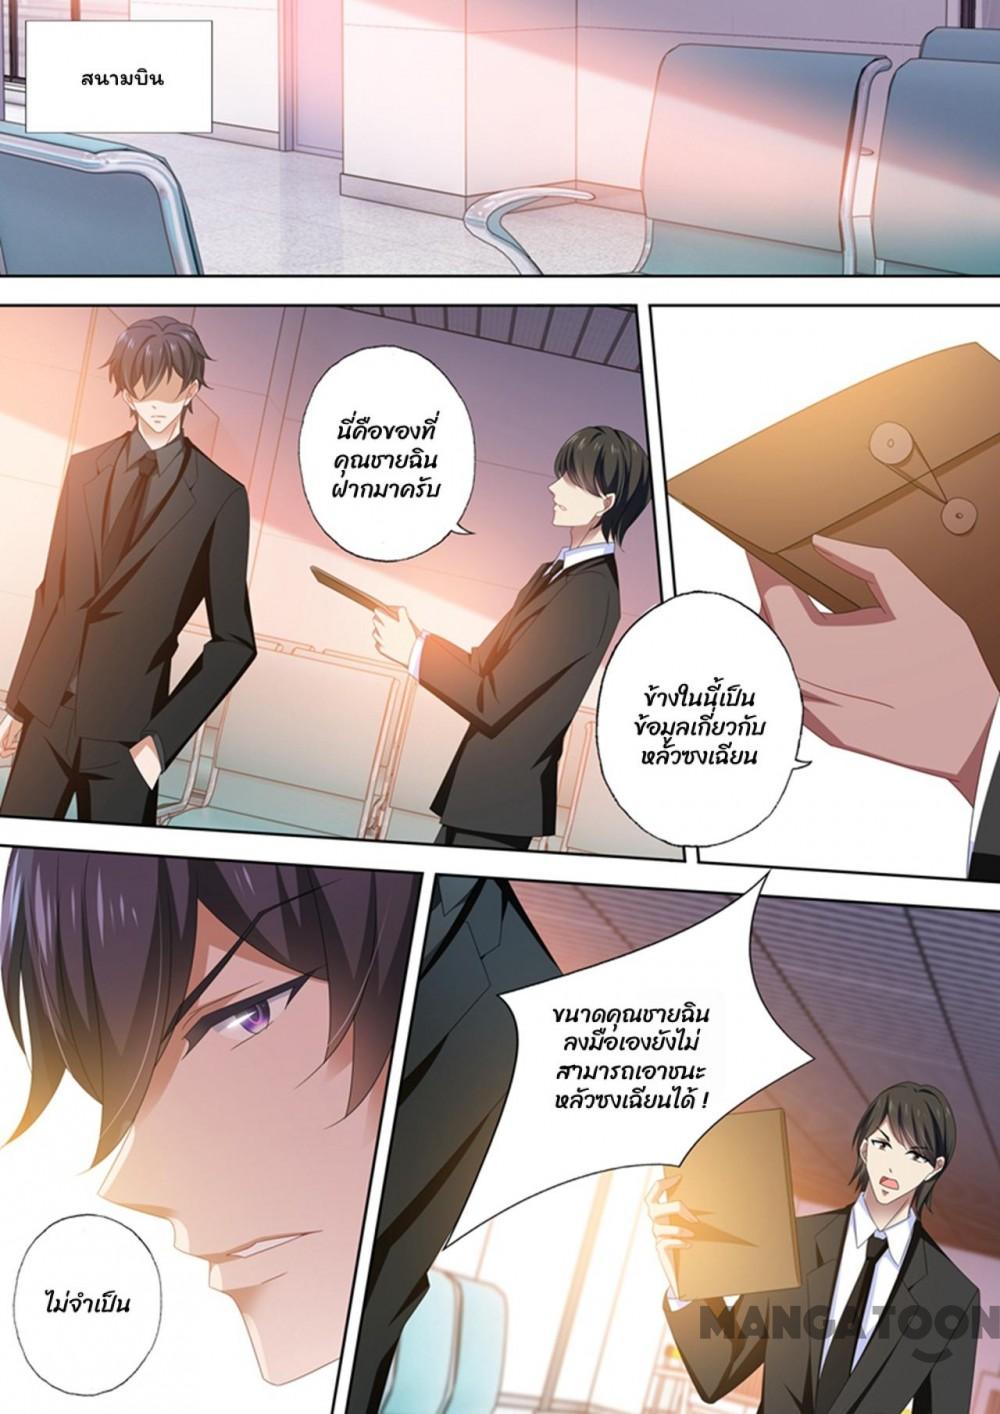 สนามบิน
นี่คือของที่
คุณชายฉิน
ฝากมาครับ
ข้างในนี้เป็น
ข้อมูลเกี่ยวกับ
หลัวซงเฉียน
ขนาดคุณชายฉิน
ลงมือเองยังไม่
สามารถเอาชนะ
หลัวซงเฉียนได้ !
ไม่จำเป็น
MANGATOON